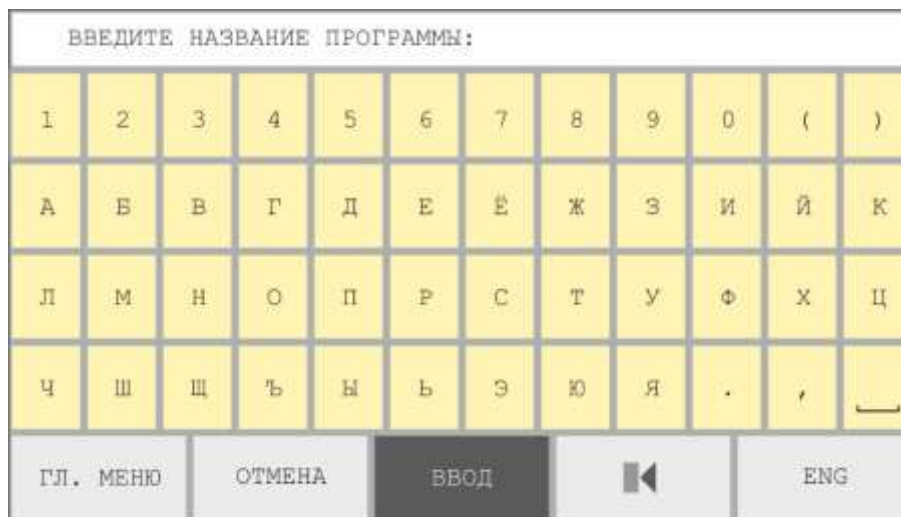 ВВЕДИТЕ НАЗВАНИЕ ПРОГРАММЫ:
1 2 3 4 5 6 7 8 9 0 ( )
А Б В Г Д Е Ё Ж З И Й К
Л М Н О П Р С Т У Ф Х Ц
Ч Ш Щ Ъ Ы Ь Э Ю Я . ,
ГЛ. МЕНЮ ОТМЕНА ВВОД ENG